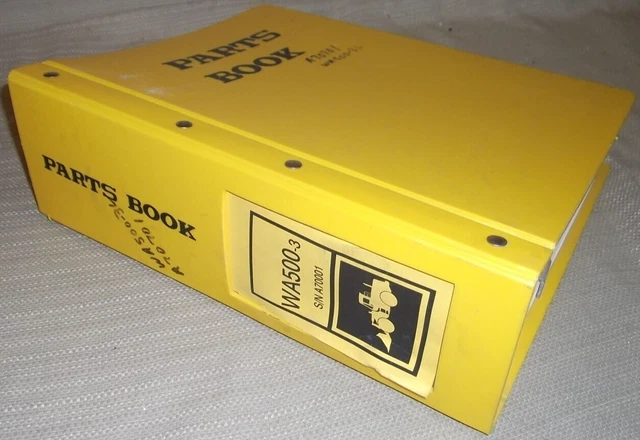 PARTS
BOOK
PARTS BOOK
WA500-3
S/N A70001